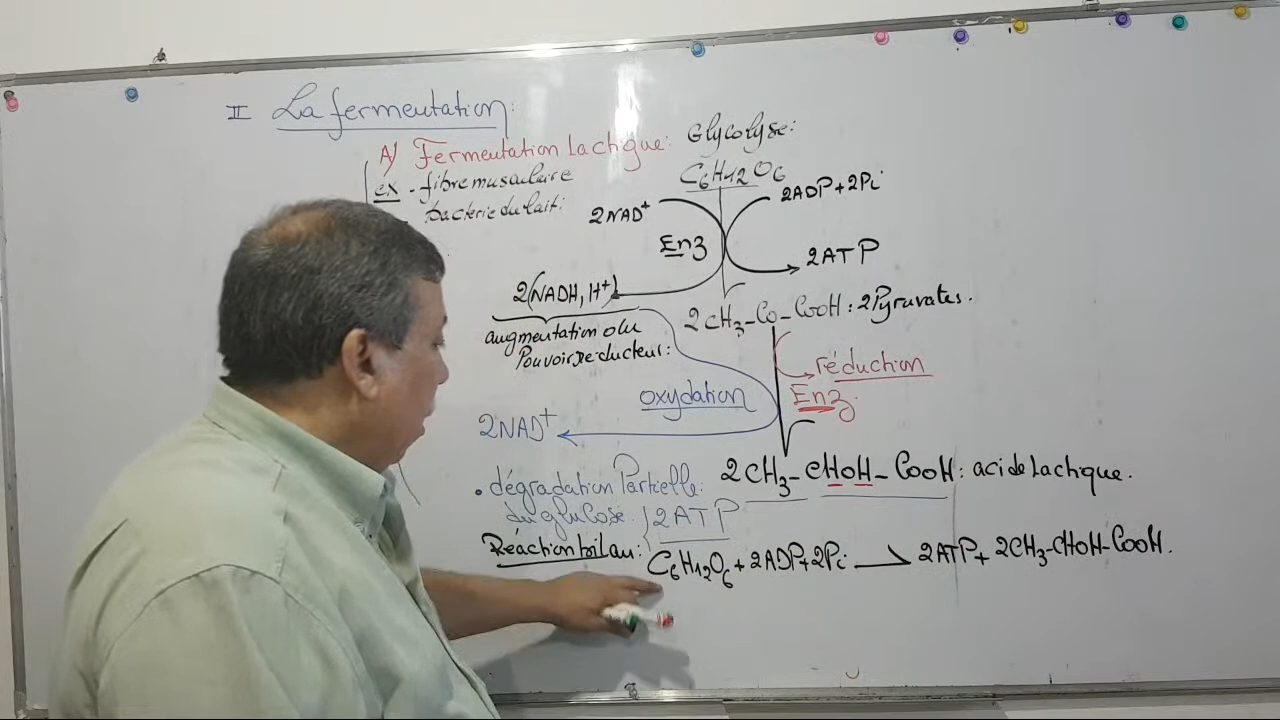 II La fermentation:
A) Fermentation Lactique:
ex - fibre musculaire
bacterie du lait:
Glycolyse:
C6H12O6
2NAD+
2ADP+2Pi
Enz
2ATP
2(NADH, H+)
2CH3-Co-CooH: 2Pyruvates.
augmentation du
Pouvoir reducteur:
réduction
Enz
oxydation
2NAD+
2CH3-CHOH-CooH: acide Lactique.
• dégradation Partielle:
du glucose. 2ATP
Réaction bilan: C6H12O6+2ADP+2Pi → 2ATP+2CH3-CHOH-CooH.